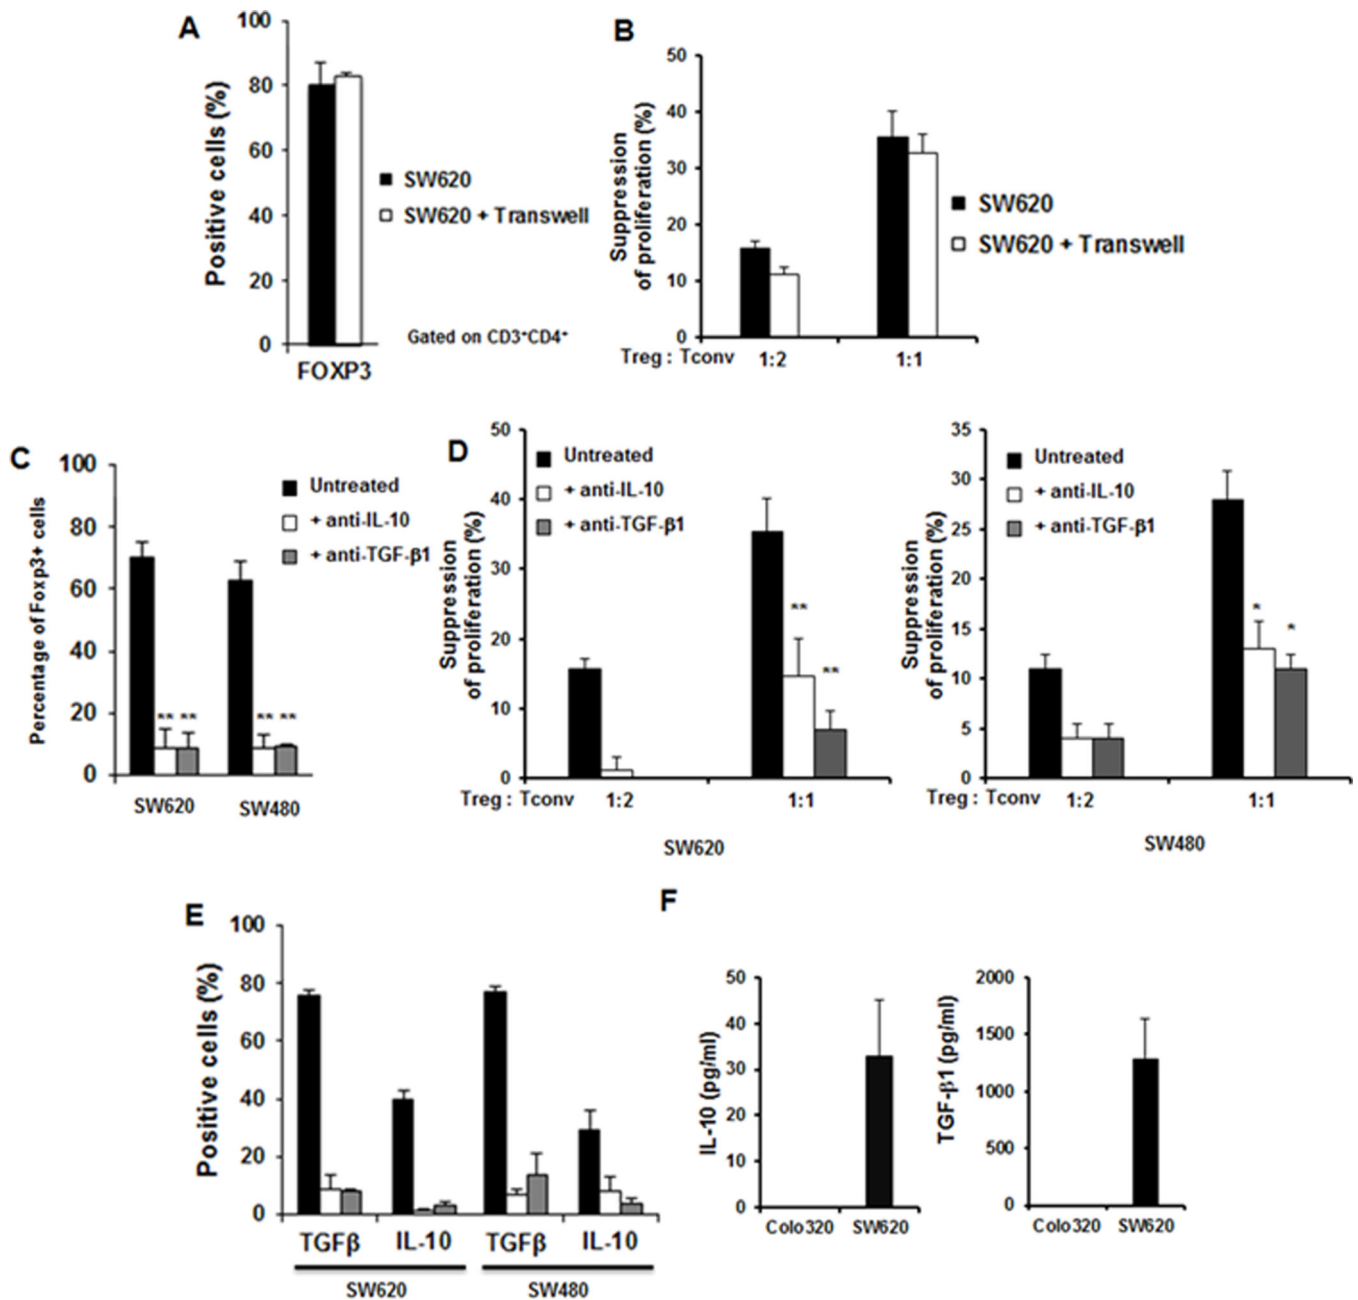 A
Positive cells (%)
100
80
60
40
20
0
FOXP3
SW620
SW620 + Transwell
Gated on CD3+CD4+
B
Suppression
of proliferation (%)
50
40
30
20
10
0
Treg : Tconv 1:2 1:1
SW620
SW620 + Transwell
C
Percentage of Foxp3+ cells
100
80
60
40
20
0
Untreated
+ anti-IL-10
+ anti-TGF-β1
** ** ** **
SW620 SW480
D
Suppression
of proliferation (%)
50
40
30
20
10
0
Untreated
+ anti-IL-10
+ anti-TGF-β1
**
**
Treg : Tconv 1:2 1:1
SW620
Suppression
of proliferation (%)
35
30
25
20
15
10
5
0
Untreated
+ anti-IL-10
+ anti-TGF-β1
*
*
Treg : Tconv 1:2 1:1
SW480
E
Positive cells (%)
100
80
60
40
20
0
TGFβ IL-10 TGFβ IL-10
SW620 SW480
F
IL-10 (pg/ml)
50
40
30
20
10
0
Colo320 SW620
TGF-β1 (pg/ml)
2000
1500
1000
500
0
Colo320 SW620